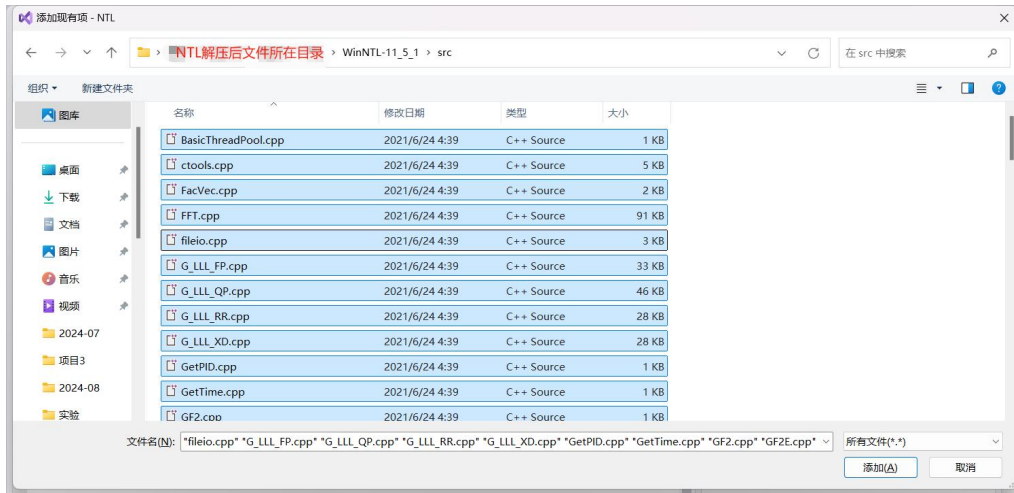 添加现有项 - NTL
NTL解压后文件所在目录 › WinNTL-11_5_1 › src
在 src 中搜索
组织 新建文件夹
名称 修改日期 类型 大小
图库
桌面
下载
文档
图片
音乐
视频
2024-07
项目3
2024-08
实验
BasicThreadPool.cpp 2021/6/24 4:39 C++ Source 1 KB
ctools.cpp 2021/6/24 4:39 C++ Source 5 KB
FacVec.cpp 2021/6/24 4:39 C++ Source 2 KB
FFT.cpp 2021/6/24 4:39 C++ Source 91 KB
fileio.cpp 2021/6/24 4:39 C++ Source 3 KB
G_LLL_FP.cpp 2021/6/24 4:39 C++ Source 33 KB
G_LLL_QP.cpp 2021/6/24 4:39 C++ Source 46 KB
G_LLL_RR.cpp 2021/6/24 4:39 C++ Source 28 KB
G_LLL_XD.cpp 2021/6/24 4:39 C++ Source 28 KB
GetPID.cpp 2021/6/24 4:39 C++ Source 1 KB
GetTime.cpp 2021/6/24 4:39 C++ Source 1 KB
GF2.cpp 2021/6/24 4:39 C++ Source 1 KB
文件名(N): "fileio.cpp" "G_LLL_FP.cpp" "G_LLL_QP.cpp" "G_LLL_RR.cpp" "G_LLL_XD.cpp" "GetPID.cpp" "GetTime.cpp" "GF2.cpp" "GF2E.cpp" 所有文件(*.*)
添加(A) 取消